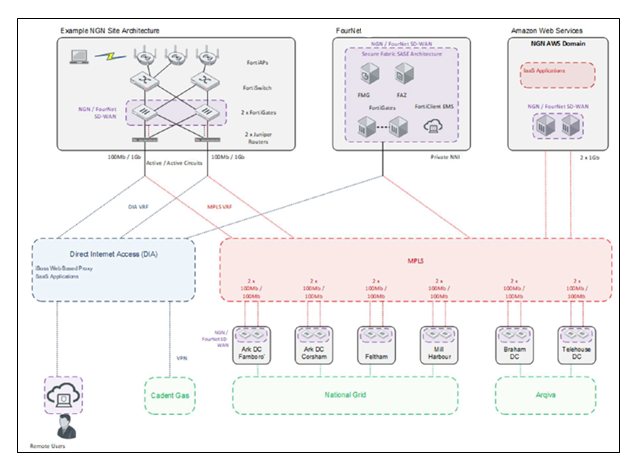 Example NGN Site Architecture
FortiAPs
FortiSwitch
NGN / FourNet
SD-WAN
2 x FortiGates
2 x Juniper
Routers
100Mb / 1Gb
100Mb / 1Gb
Active / Active Circuits
FourNet
NGN / FourNet SD-WAN
Secure Fabric SASE Architecture
FMG
FAZ
FortiGates
FortiClient EMS
Private NNI
Amazon Web Services
NGN AWS Domain
SaaS Applications
NGN / FourNet SD-WAN
2 x 1Gb
DIA VRF
MPLS VRF
Direct Internet Access (DIA)
iBoss Web Based Proxy
SaaS Applications
MPLS
2 x
100Mb /
100Mb
2 x
100Mb /
100Mb
2 x
100Mb /
100Mb
2 x
100Mb /
100Mb
2 x
100Mb /
100Mb
2 x
100Mb /
100Mb
NGN /
FourNet SD
WAN
Ark DC
Farnboro'
Ark DC
Corsham
Feltham
Mill
Harbour
Braham
DC
Telehouse
DC
VPN
Cadent Gas
National Grid
Arqiva
Remote Users